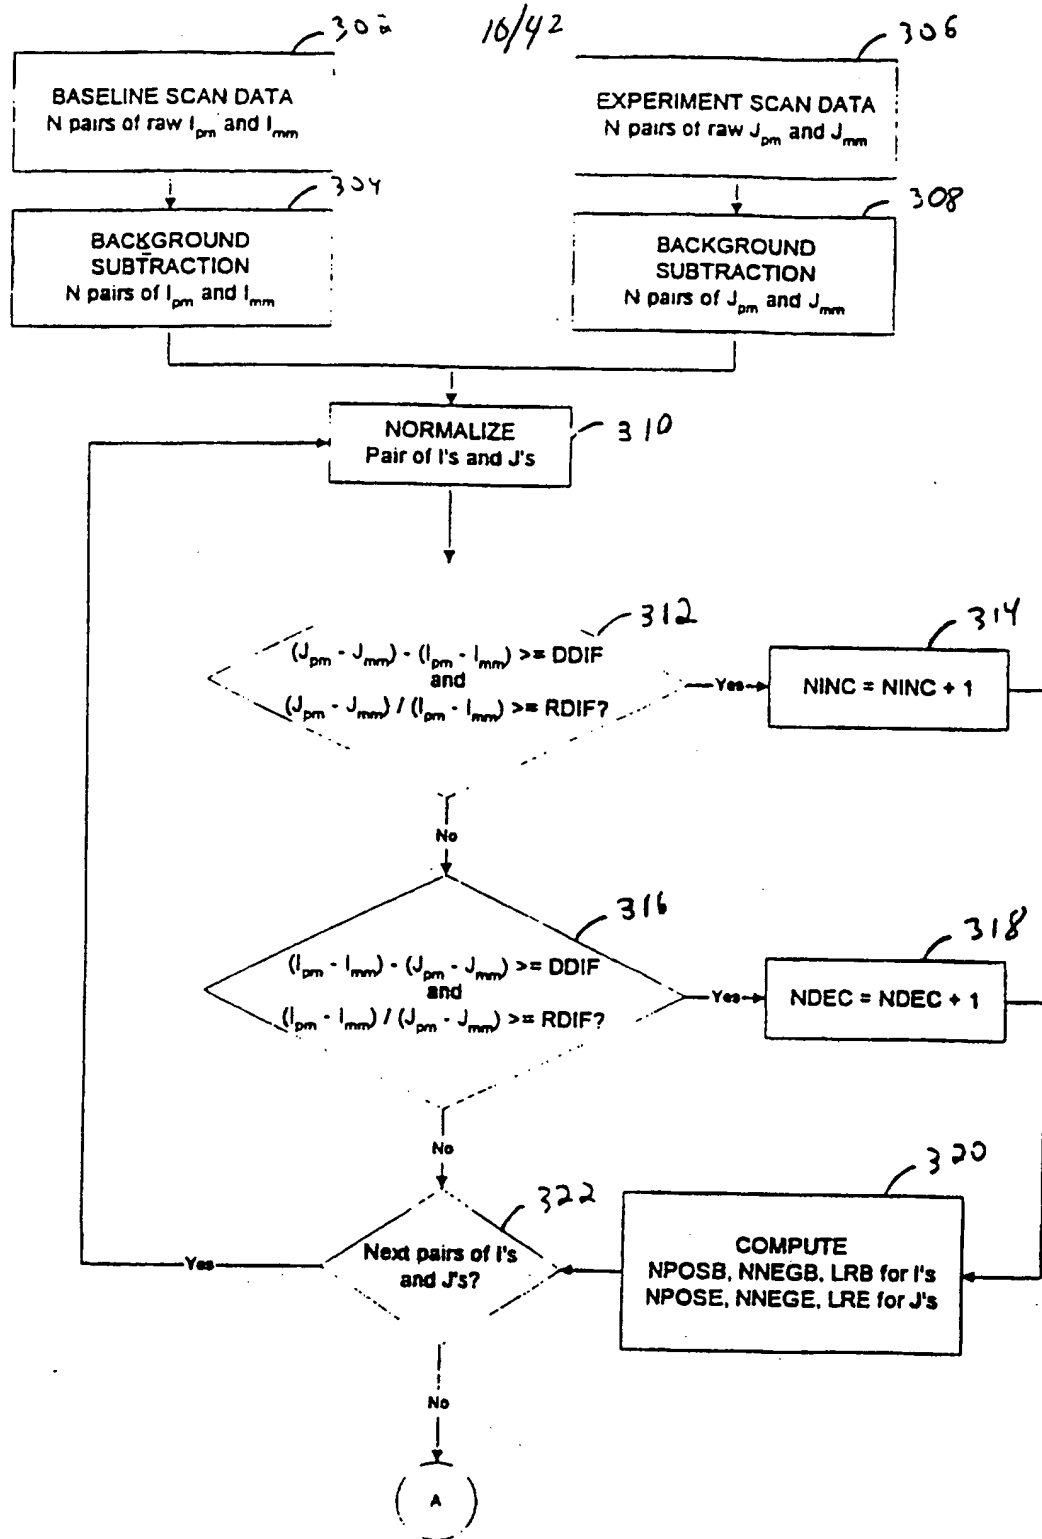 302
10/42
306
BASELINE SCAN DATA
N pairs of raw I_pm and I_mm
EXPERIMENT SCAN DATA
N pairs of raw J_pm and J_mm
304
308
BACKGROUND
SUBTRACTION
N pairs of I_pm and I_mm
BACKGROUND
SUBTRACTION
N pairs of J_pm and J_mm
NORMALIZE
Pair of I's and J's
310
312
(J_pm - J_mm) - (I_pm - I_mm) >= DDIF
and
(J_pm - J_mm) / (I_pm - I_mm) >= RDIF?
Yes
314
NINC = NINC + 1
No
316
(I_pm - I_mm) - (J_pm - J_mm) >= DDIF
and
(I_pm - I_mm) / (J_pm - J_mm) >= RDIF?
Yes
318
NDEC = NDEC + 1
No
320
322
Next pairs of I's
and J's?
Yes
COMPUTE
NPOSB, NNEGB, LRB for I's
NPOSE, NNEGE, LRE for J's
No
A